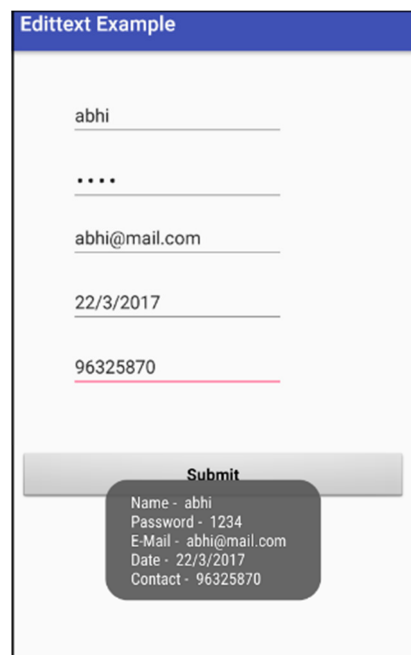 Edittext Example
abhi
••••
abhi@mail.com
22/3/2017
96325870
Submit
Name - abhi
Password - 1234
E-Mail - abhi@mail.com
Date - 22/3/2017
Contact - 96325870